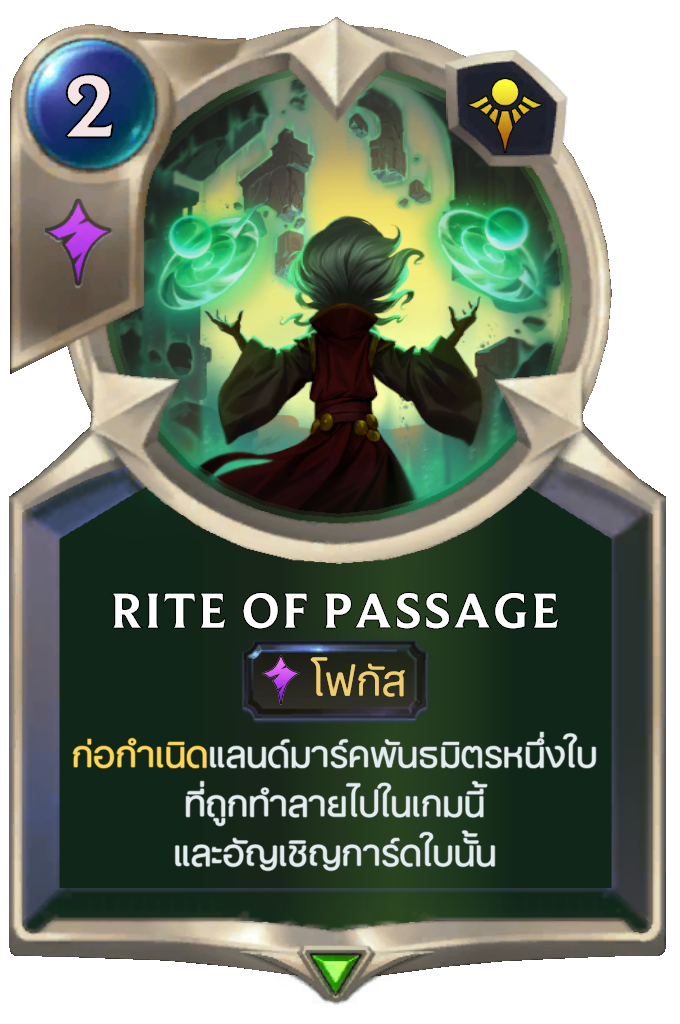 2
RITE OF PASSAGE
โฟกัส
ก่อกำเนิดแลนด์มาร์คพันธมิตรหนึ่งใบ
ที่ถูกทำลายไปในเกมนี้
และอัญเชิญการ์ดใบนั้น